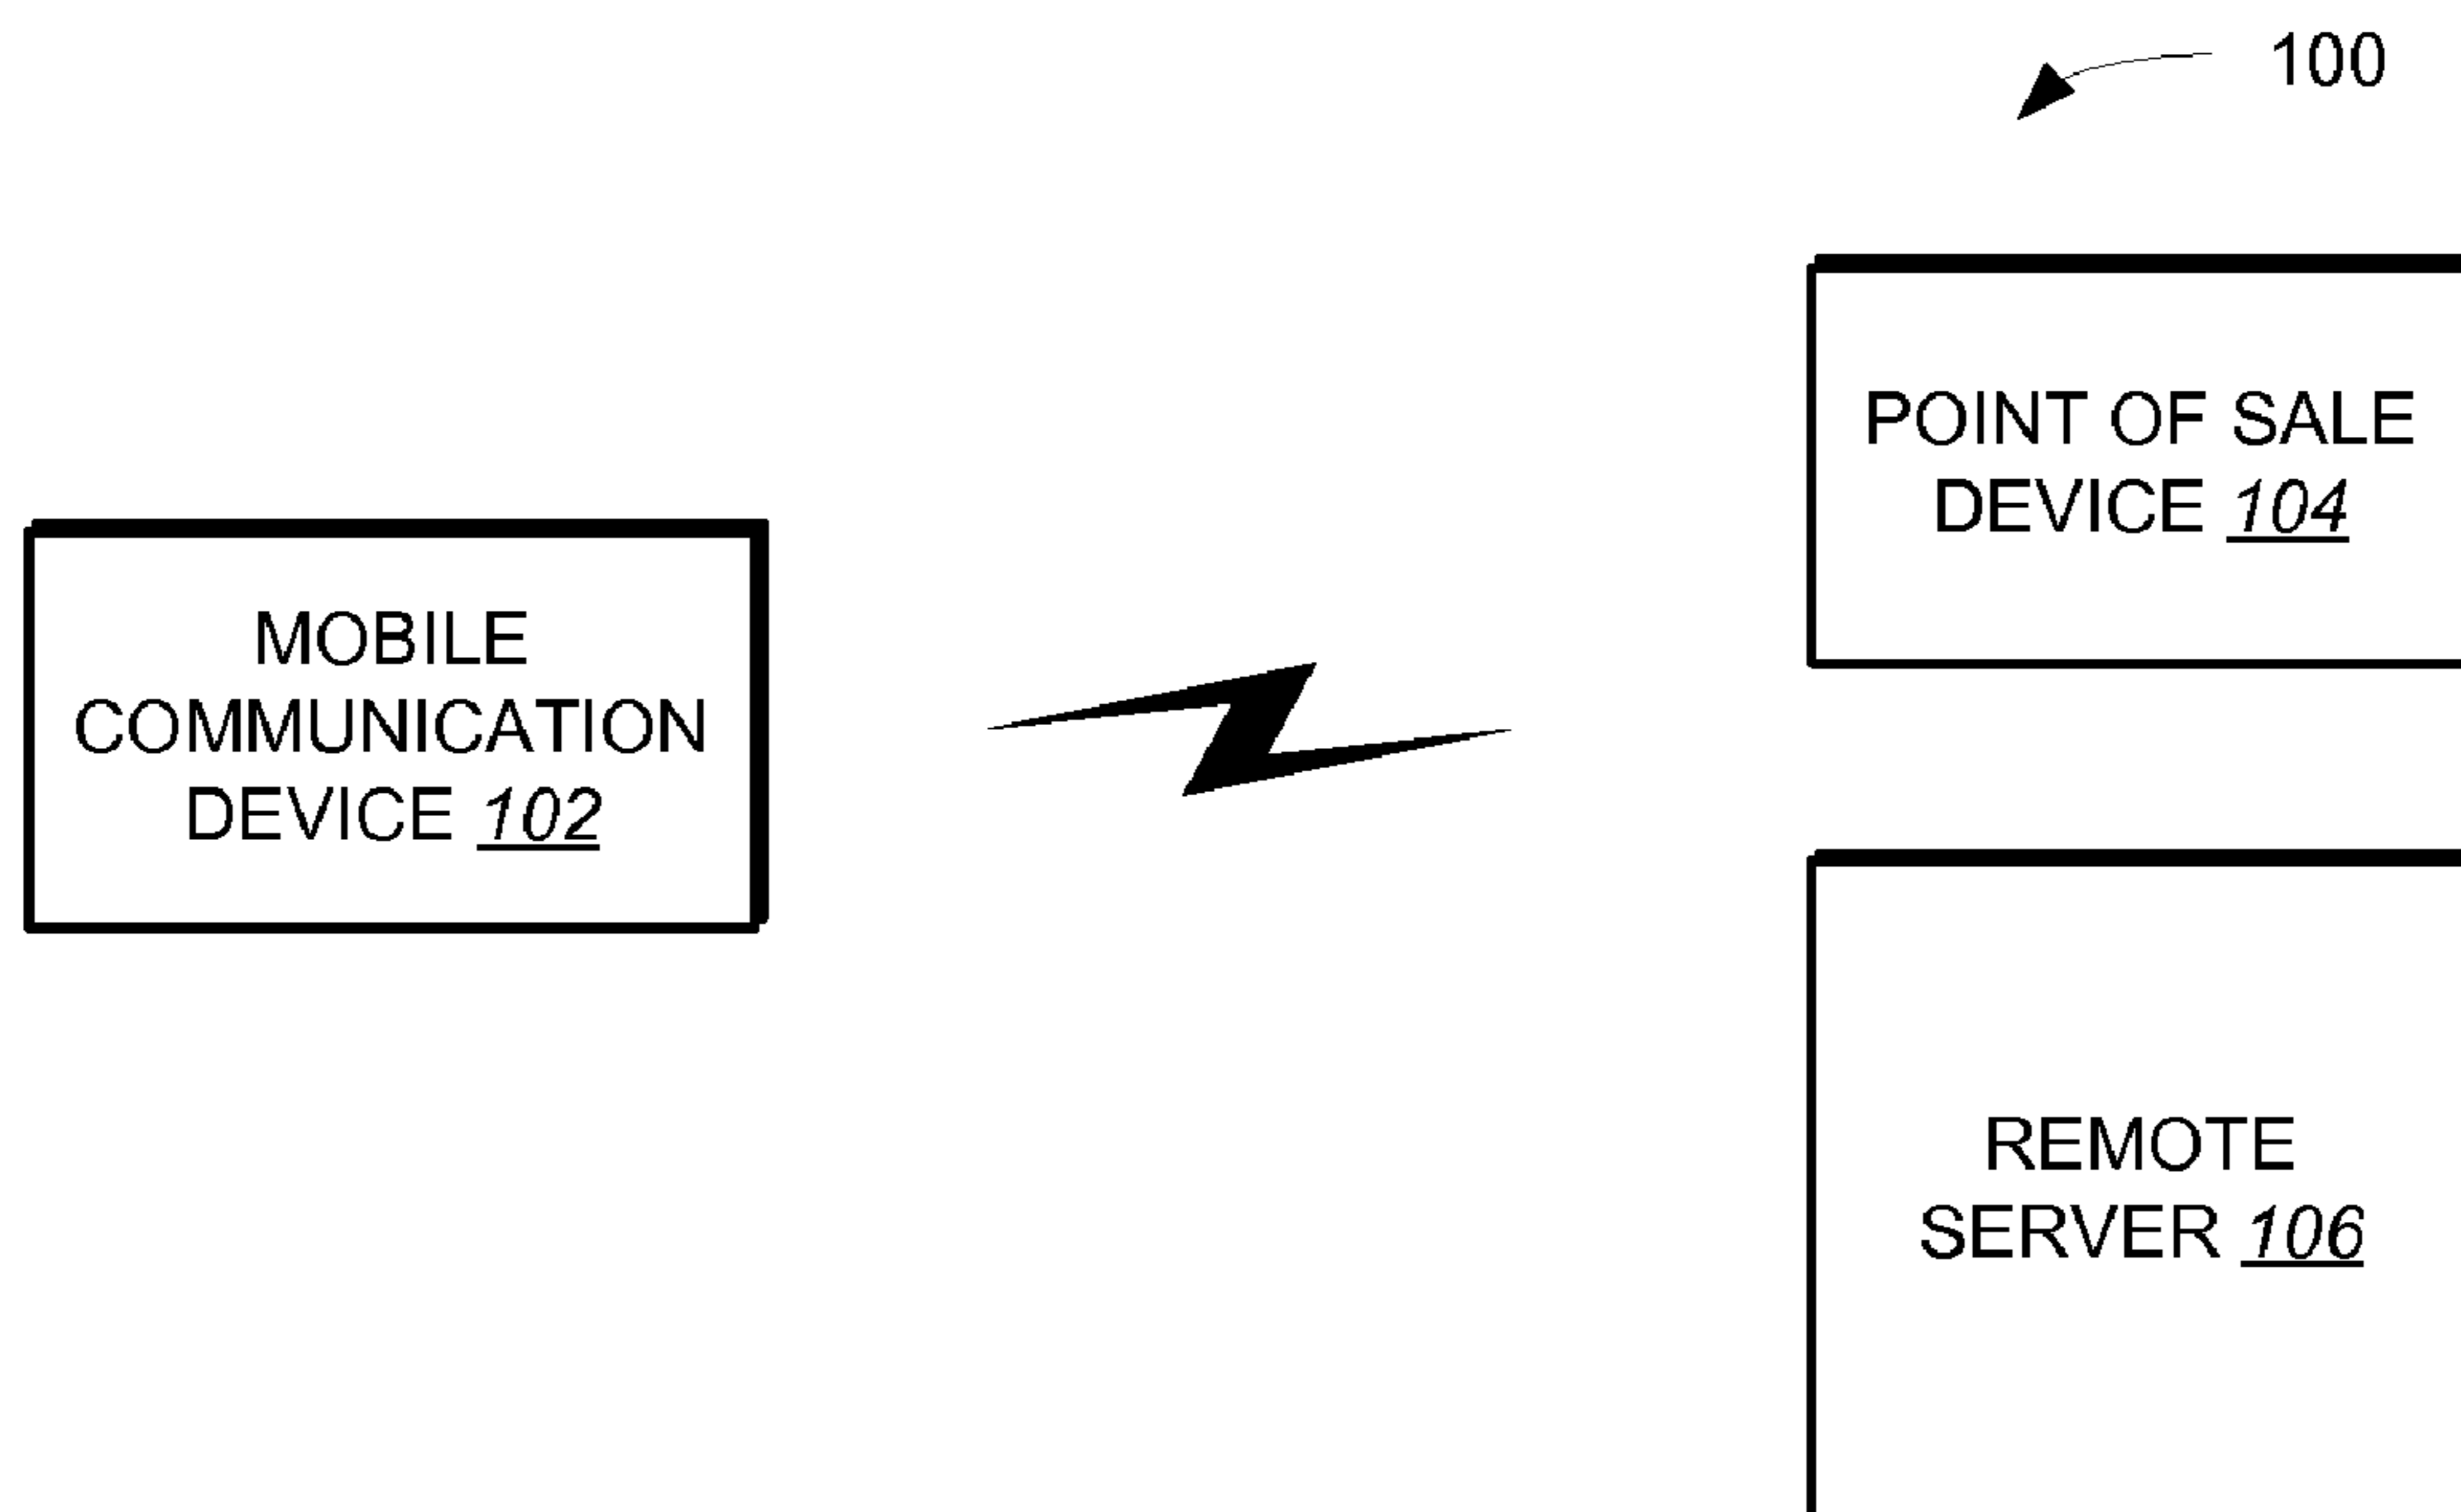 100
POINT OF SALE
DEVICE 104
MOBILE
COMMUNICATION
DEVICE 102
REMOTE
SERVER 106